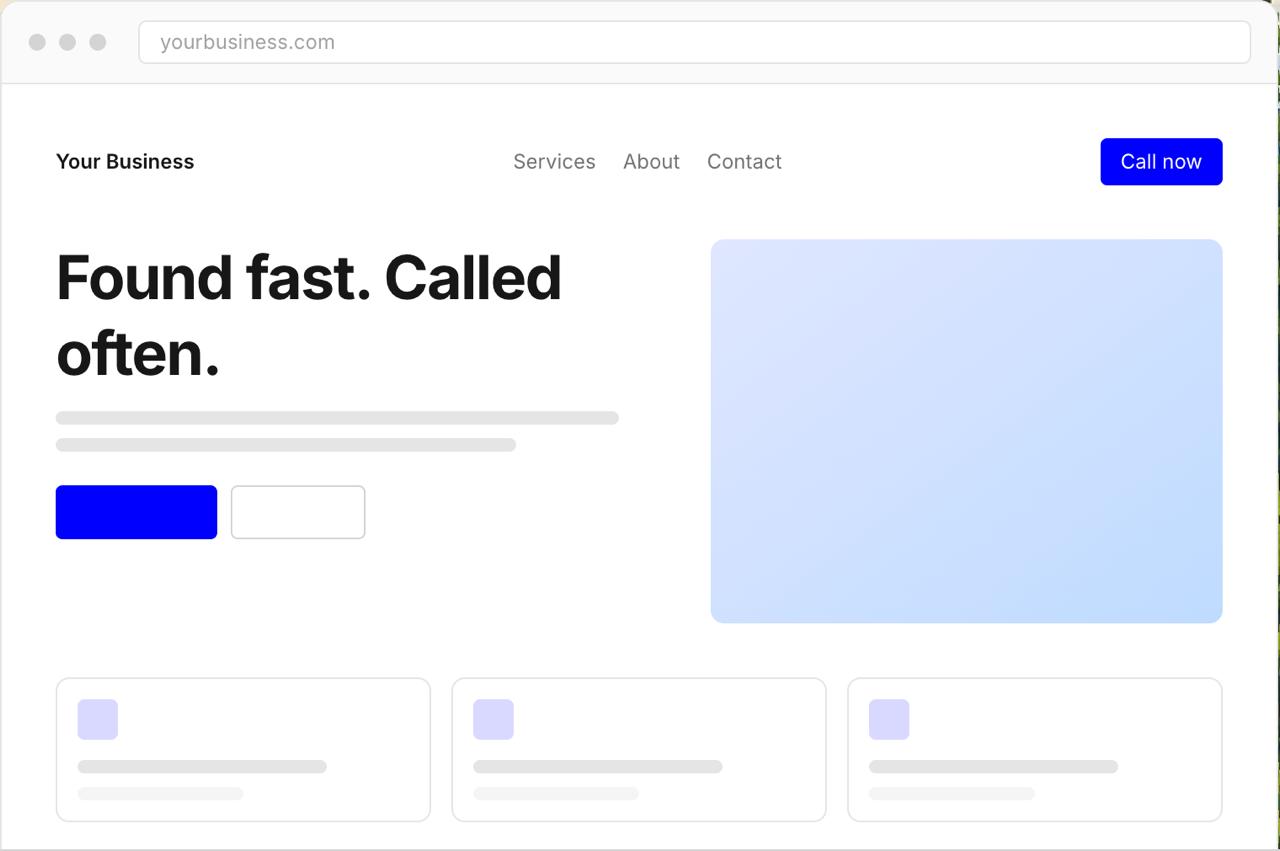 yourbusiness.com
Your Business
Services
About
Contact
Call now
Found fast. Called
often.